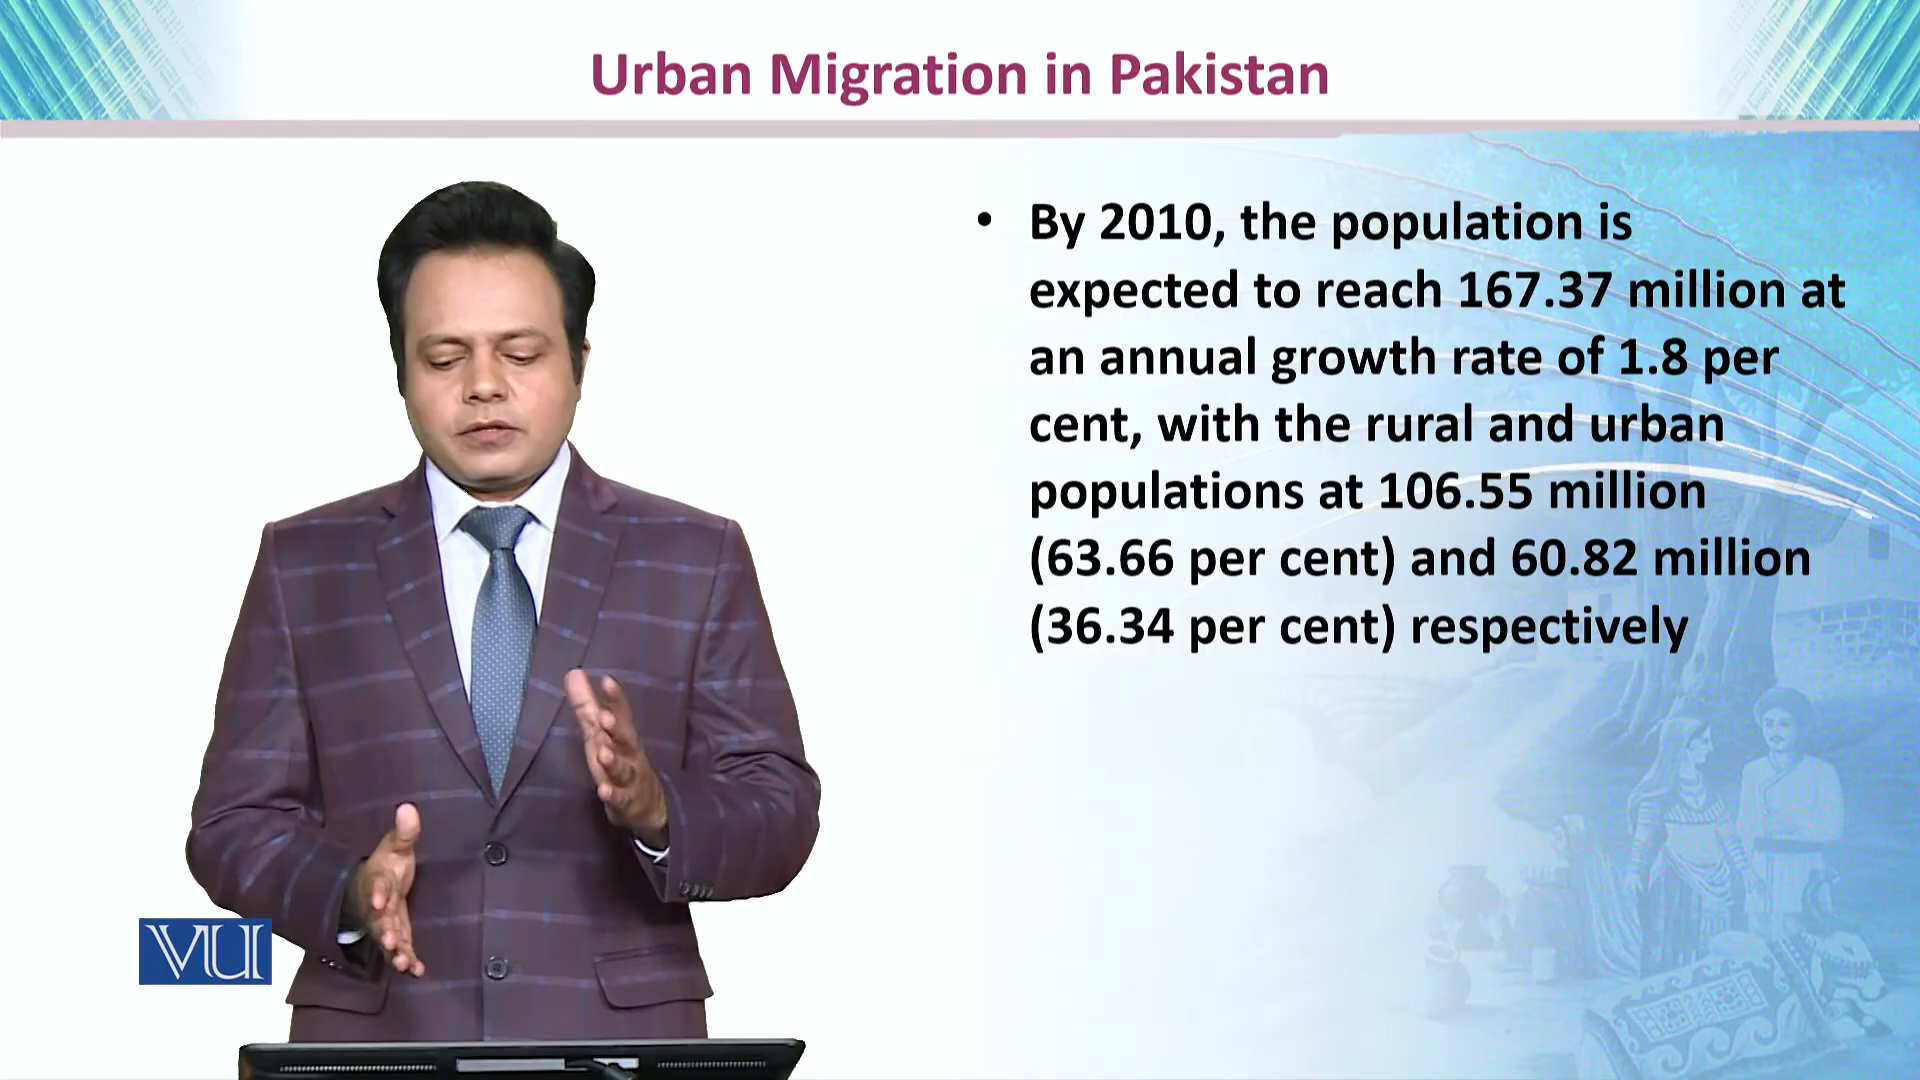 Urban Migration in Pakistan
• By 2010, the population is
expected to reach 167.37 million at
an annual growth rate of 1.8 per
cent, with the rural and urban
populations at 106.55 million
(63.66 per cent) and 60.82 million
(36.34 per cent) respectively
VU